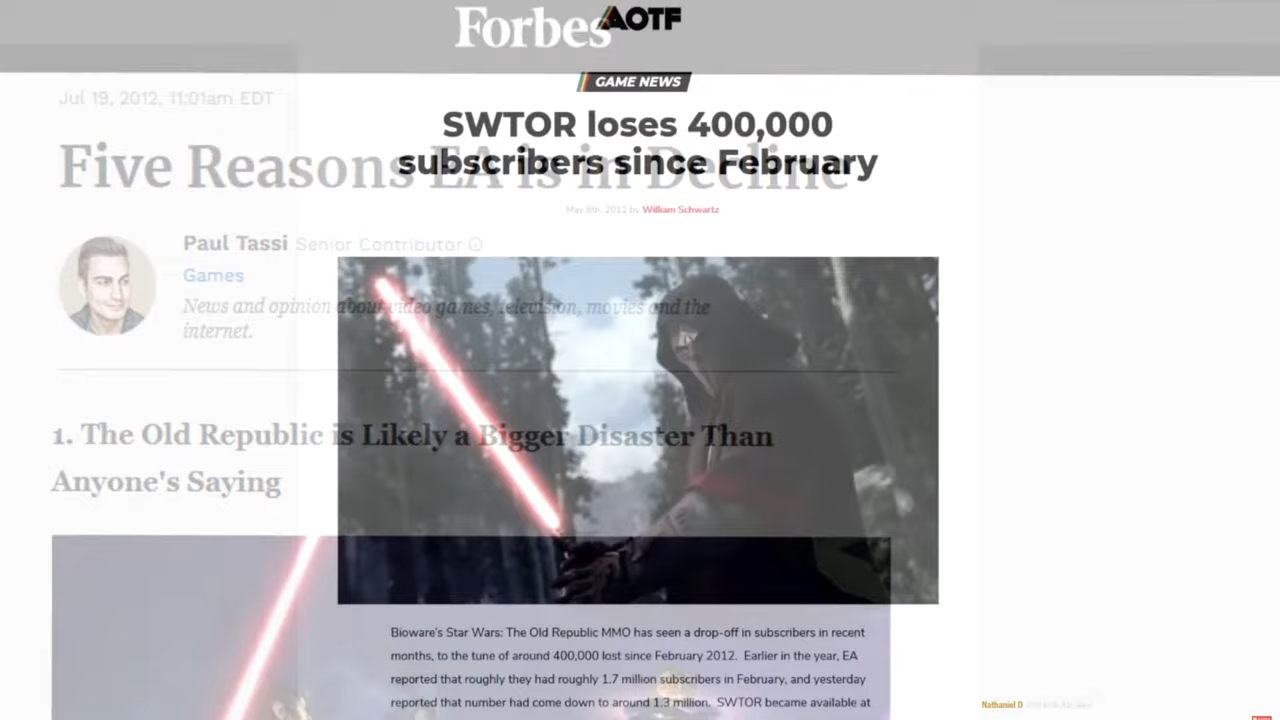 Forbes
AOTF
GAME NEWS
Jul 19, 2012, 11:01am EDT
SWTOR loses 400,000
subscribers since February
Five Reasons EA is in Decline
May 8th, 2012 by William Schwartz
Paul Tassi Senior Contributor
Games
News and opinion about video games, television, movies and the
internet.
1. The Old Republic is Likely a Bigger Disaster Than
Anyone's Saying
Bioware's Star Wars: The Old Republic MMO has seen a drop-off in subscribers in recent
months, to the tune of around 400,000 lost since February 2012. Earlier in the year, EA
reported that roughly they had roughly 1.7 million subscribers in February, and yesterday
reported that number had come down to around 1.3 million. SWTOR became available at
Nathaniel D